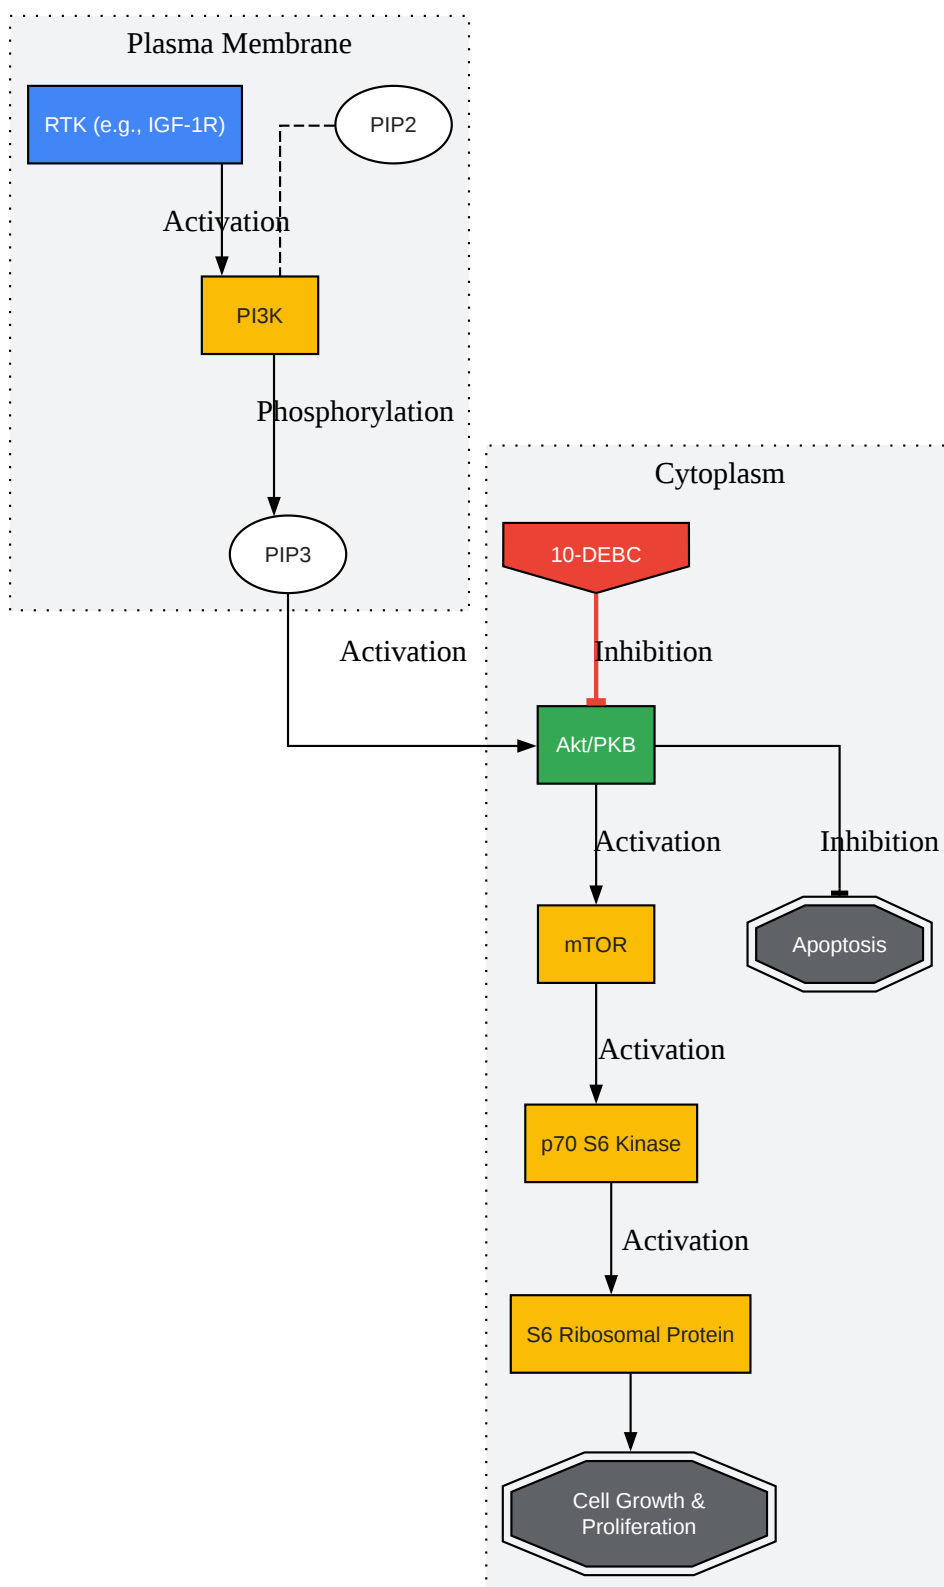 Plasma Membrane
RTK (e.g., IGF-1R)
PIP2
Activation
PI3K
Phosphorylation
PIP3
Activation
Cytoplasm
10-DEBC
Inhibition
Akt/PKB
Activation
Inhibition
mTOR
Apoptosis
Activation
p70 S6 Kinase
Activation
S6 Ribosomal Protein
Cell Growth &
Proliferation